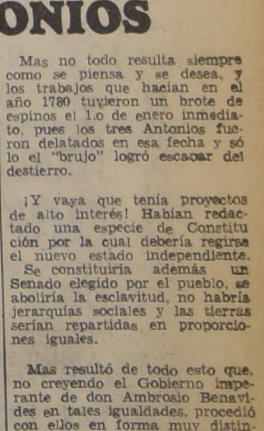 ONIOS
Mas no todo resulta siempre
como se piensa y se desea, y
los trabajos que hacían en el
año 1780 tuvieron un brote de
espinos el 1.o de enero inmedia-
to, pues los tres Antonios fue-
ron delatados en esa fecha y só
lo el "brujo" logró escapar del
destierro.
¡Y vaya que tenía proyectos
de alto interés! Habían redac-
tado una especie de Constitu
ción por la cual debería regirse
el nuevo estado independiente.
Se constituiría además un
Senado elegido por el pueblo, se
aboliría la esclavitud, no habría
jerarquías sociales y las tierras
serían repartidas en proporcio-
nes iguales.
Mas resultó de todo esto que,
no creyendo el Gobierno impe-
rante de don Ambrosio Benavi-
des en tales igualdades, procedió
con ellos en forma muy distin-